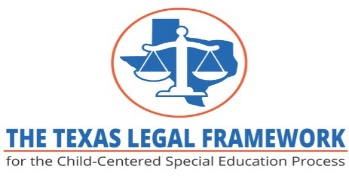 THE TEXAS LEGAL FRAMEWORK
for the Child-Centered Special Education Process